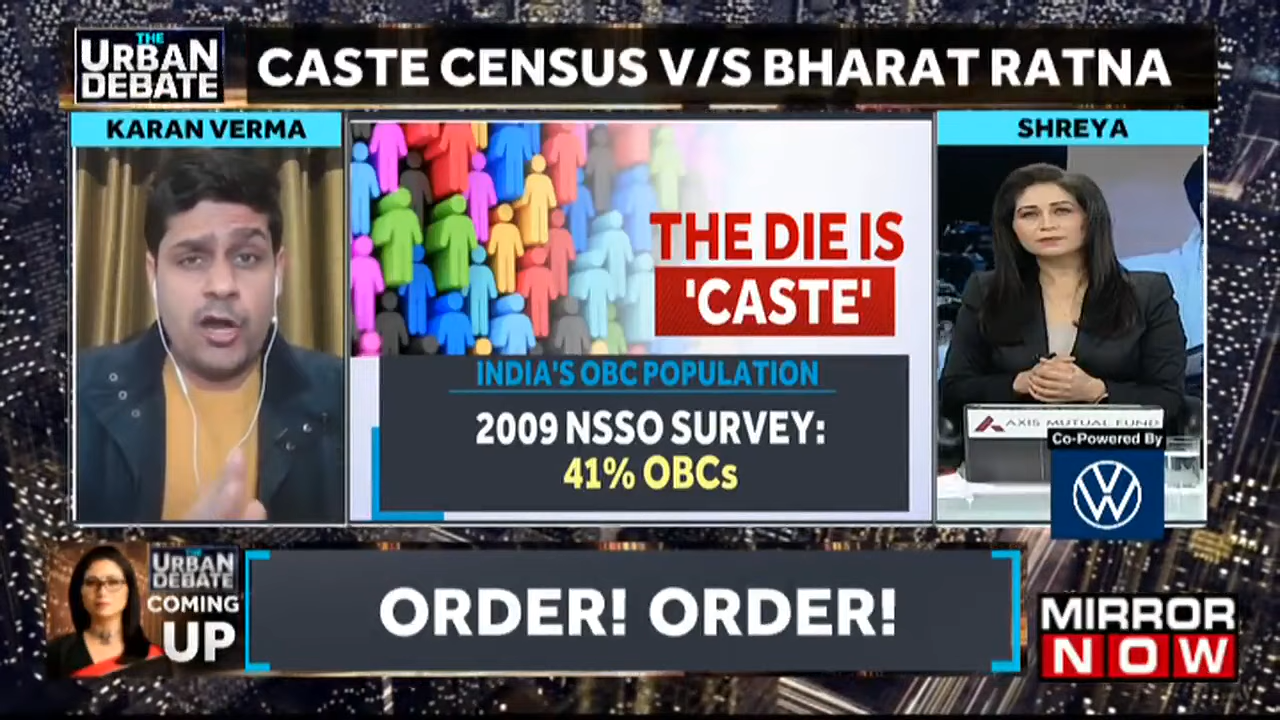 THE
URBAN
DEBATE
CASTE CENSUS V/S BHARAT RATNA
KARAN VERMA
SHREYA
THE DIE IS
'CASTE'
INDIA'S OBC POPULATION
2009 NSSO SURVEY:
41% OBCs
AXIS MUTUAL FUND
Co-Powered By
THE
URBAN
DEBATE
COMING
UP
ORDER! ORDER!
MIRROR
NOW